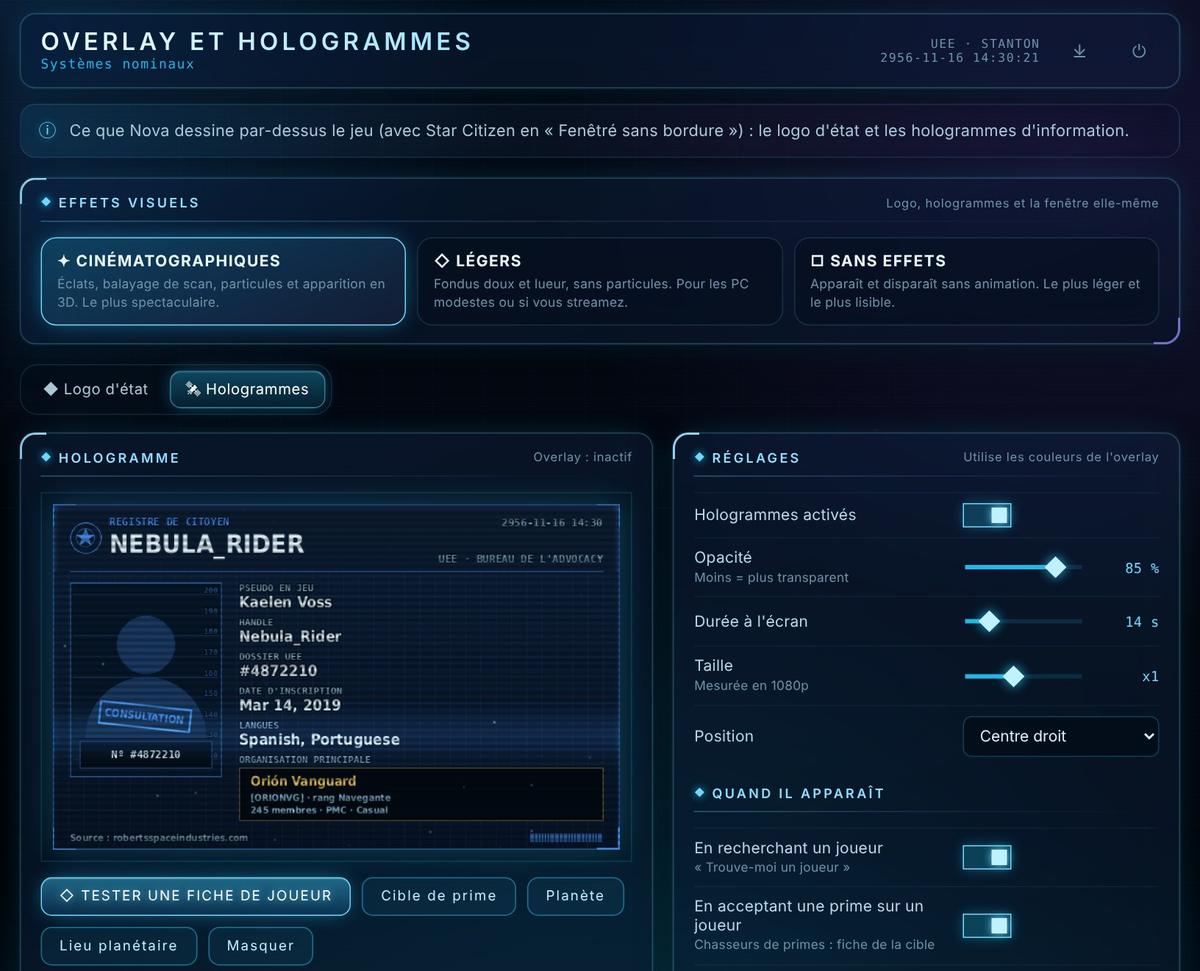 OVERLAY ET HOLOGRAMMES
Systèmes nominaux
UEE · STANTON
2956-11-16 14:30:21
Ce que Nova dessine par-dessus le jeu (avec Star Citizen en « Fenêtré sans bordure ») : le logo d'état et les hologrammes d'information.
EFFETS VISUELS
Logo, hologrammes et la fenêtre elle-même
CINÉMATOGRAPHIQUES
Éclats, balayage de scan, particules et apparition en
3D. Le plus spectaculaire.
LÉGERS
Fondus doux et lueur, sans particules. Pour les PC
modestes ou si vous streamez.
SANS EFFETS
Apparaît et disparaît sans animation. Le plus léger et
le plus lisible.
Logo d'état
Hologrammes
HOLOGRAMME
Overlay : inactif
REGISTRE DE CITOYEN
NEBULA_RIDER
2956-11-16 14:30
UEE - BUREAU DE L'ADVOCACY
200
190
180
170
160
150
140
CONSULTATION
Nº #4872210
PSEUDO EN JEU
Kaelen Voss
HANDLE
Nebula_Rider
DOSSIER UEE
#4872210
DATE D'INSCRIPTION
Mar 14, 2019
LANGUES
Spanish, Portuguese
ORGANISATION PRINCIPALE
Orión Vanguard
[ORIONVG] · rang Navegante
245 membres · PMC · Casual
Source : robertsspaceindustries.com
TESTER UNE FICHE DE JOUEUR
Cible de prime
Planète
Lieu planétaire
Masquer
RÉGLAGES
Utilise les couleurs de l'overlay
Hologrammes activés
Opacité
Moins = plus transparent
85 %
Durée à l'écran
14 s
Taille
Mesurée en 1080p
x1
Position
Centre droit
QUAND IL APPARAÎT
En recherchant un joueur
« Trouve-moi un joueur »
En acceptant une prime sur un
joueur
Chasseurs de primes : fiche de la cible